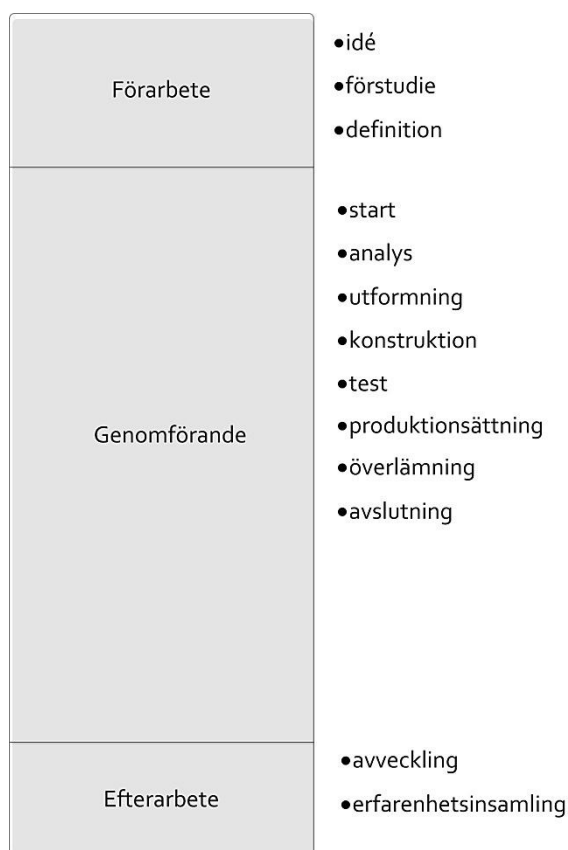 Förarbete
•idé
•förstudie
•definition
Genomförande
•start
•analys
•utformning
•konstruktion
•test
•produktionsättning
•överlämning
•avslutning
Efterarbete
•avveckling
•erfarenhetsinsamling